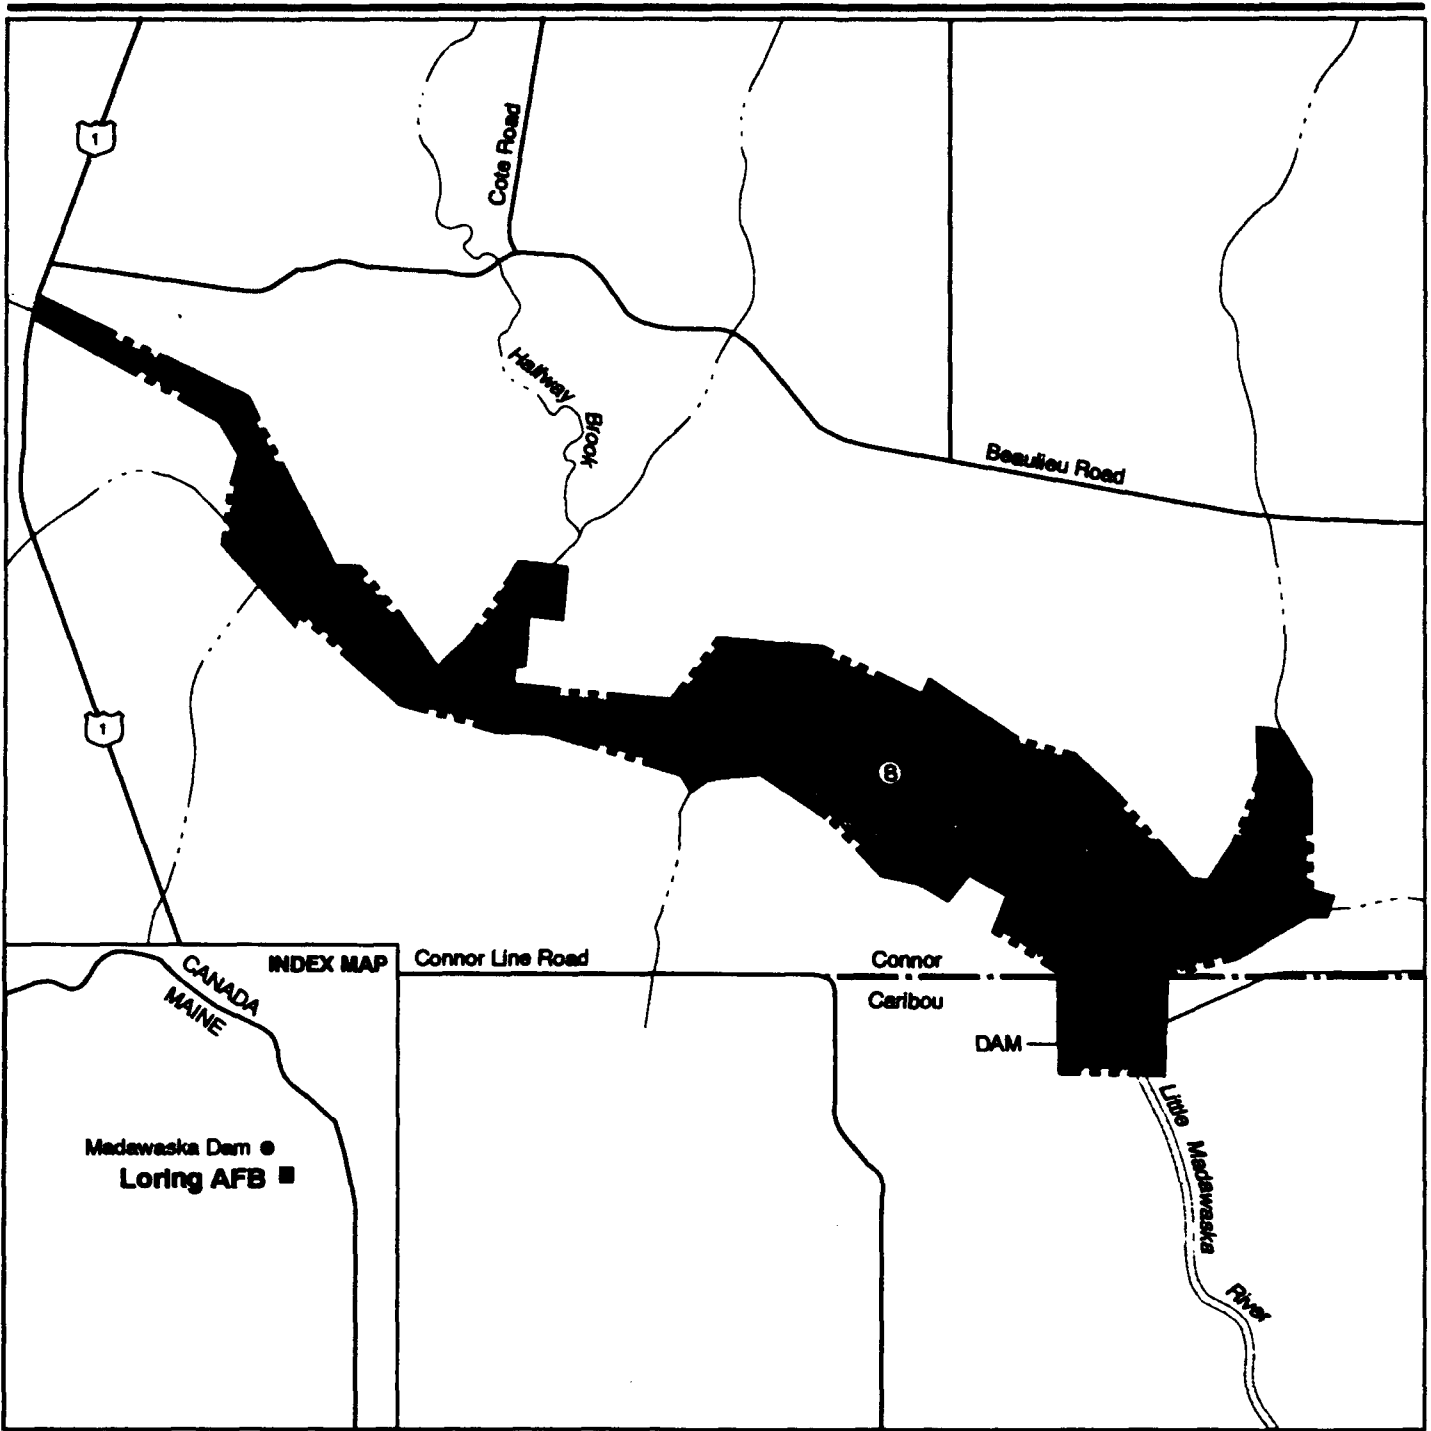 1
Cote Road
Halfway
Brook
Beaulieu Road
1
8
Connor Line Road
Connor
Caribou
DAM
Little Madawaska
River
INDEX MAP
CANADA
MAINE
Madawaska Dam
Loring AFB